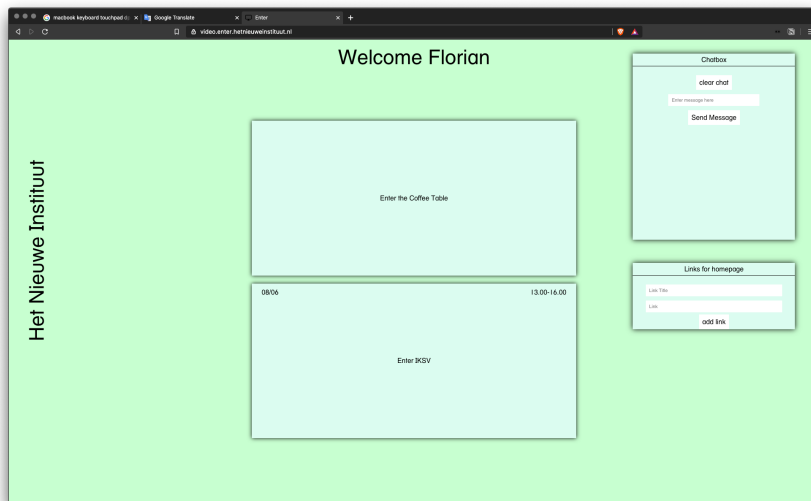 macbook keyboard touchpad
Google Translate
Enter
video.enter.hetnieuweinstituut.nl
Welcome Florian
Het Nieuwe Instituut
Enter the Coffee Table
08/06
13.00-16.00
Enter IKSV
Chatbox
clear chat
Enter message here
Send Message
Links for homepage
Link Title
Link
add link